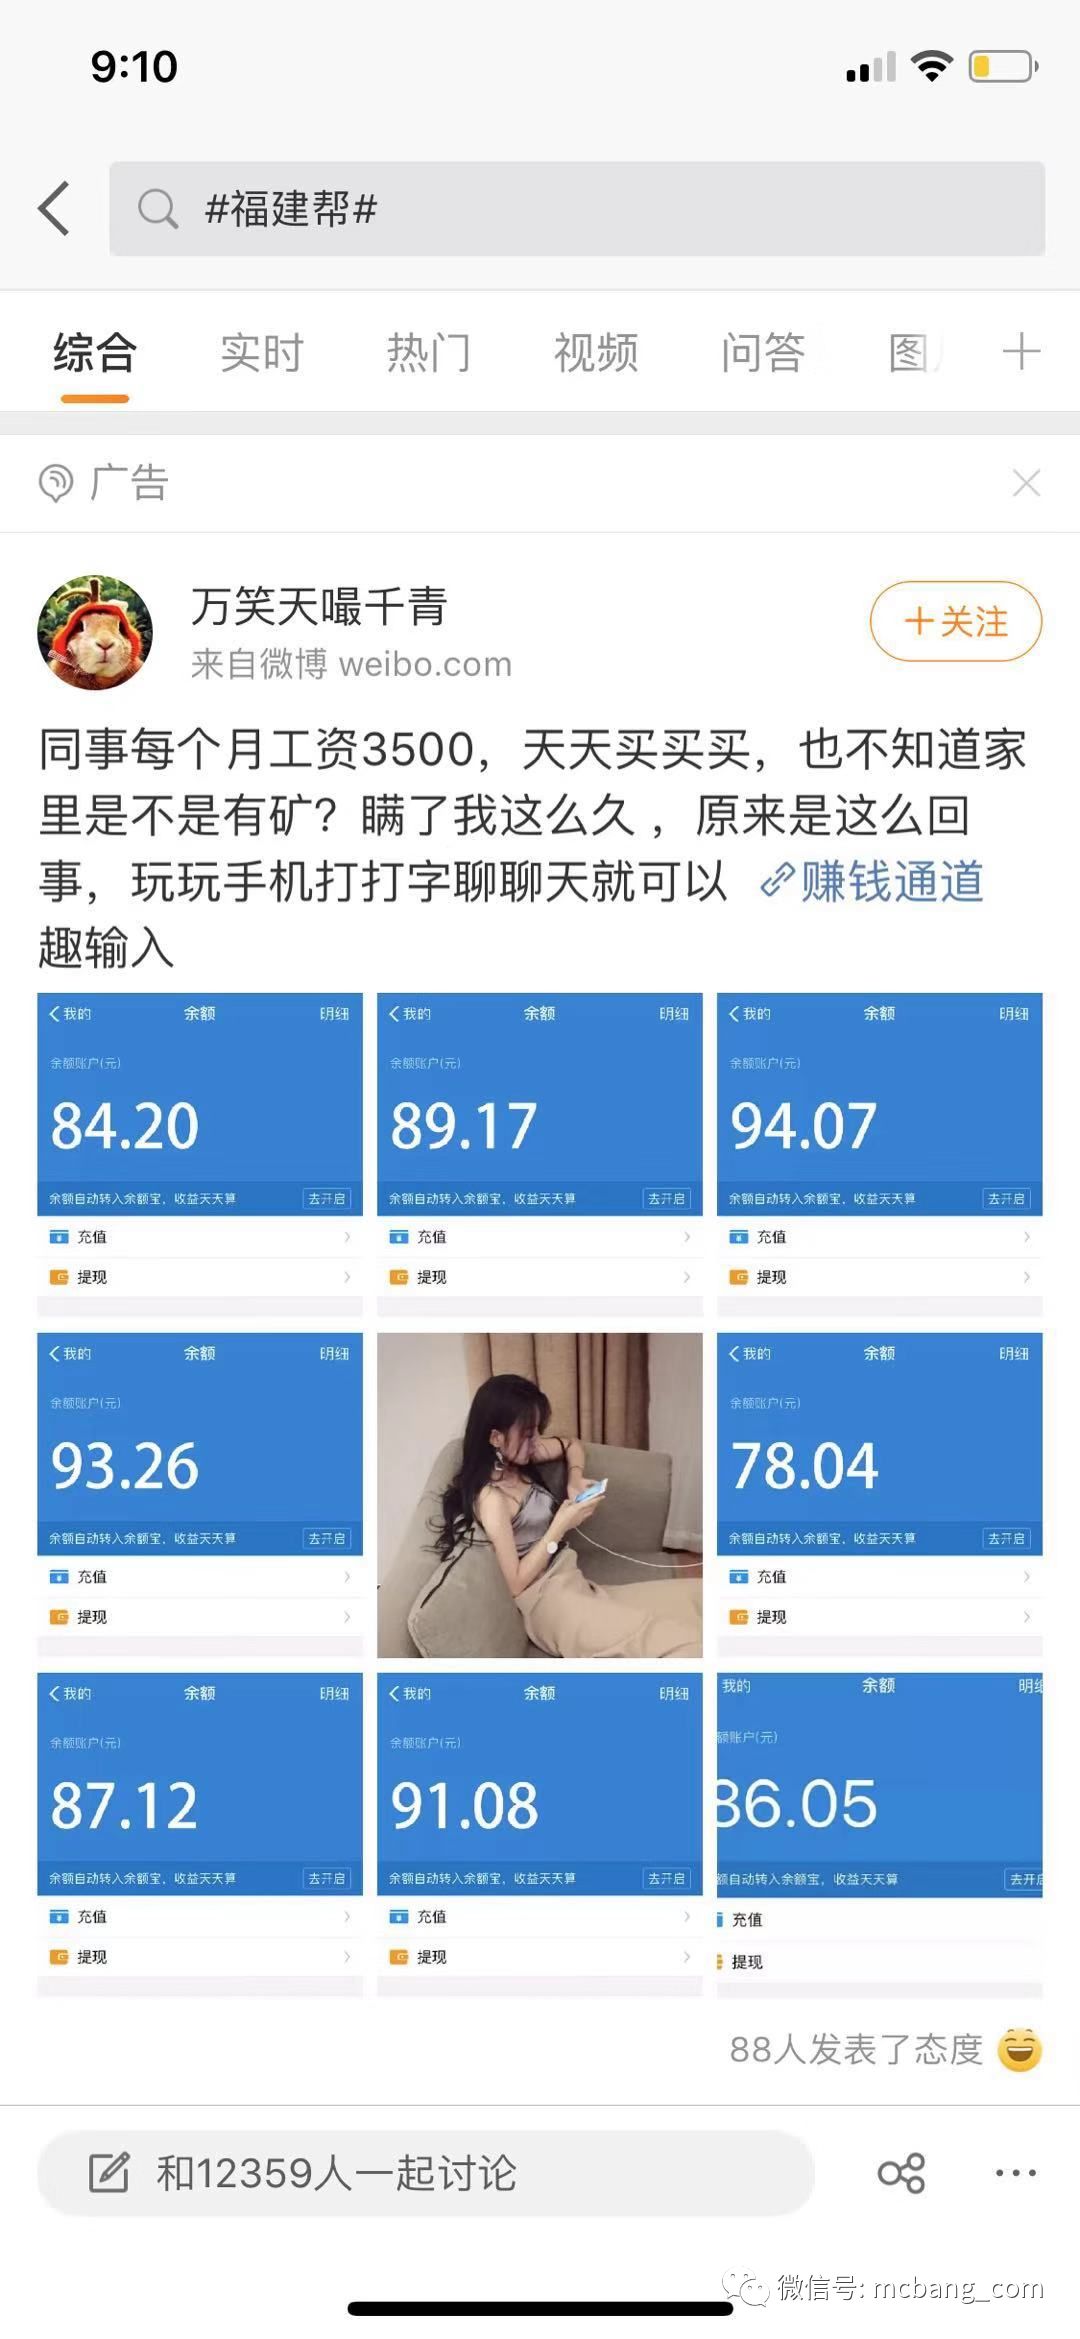 9:10
#福建帮#
综合 实时 热门 视频 问答 图
广告
万笑天嘬千青
来自微博 weibo.com
+关注
同事每个月工资3500，天天买买买，也不知道家
里是不是有矿？瞒了我这么久，原来是这么回
事，玩玩手机打打字聊聊天就可以 赚钱通道
趣输入
我的 余额 明细
余额账户(元)
84.20
余额自动转入余额宝，收益天天算 去开启
充值
提现
我的 余额 明细
余额账户(元)
89.17
余额自动转入余额宝，收益天天算 去开启
充值
提现
我的 余额 明细
余额账户(元)
94.07
余额自动转入余额宝，收益天天算 去开启
充值
提现
我的 余额 明细
余额账户(元)
93.26
余额自动转入余额宝，收益天天算 去开启
充值
提现
我的 余额 明细
余额账户(元)
78.04
余额自动转入余额宝，收益天天算 去开启
充值
提现
我的 余额 明细
余额账户(元)
87.12
余额自动转入余额宝，收益天天算 去开启
充值
提现
我的 余额 明细
余额账户(元)
91.08
余额自动转入余额宝，收益天天算 去开启
充值
提现
我的 余额 明细
额账户(元)
86.05
额自动转入余额宝，收益天天算 去开启
充值
提现
88人发表了态度
和12359人一起讨论
微信号: mcbang_com